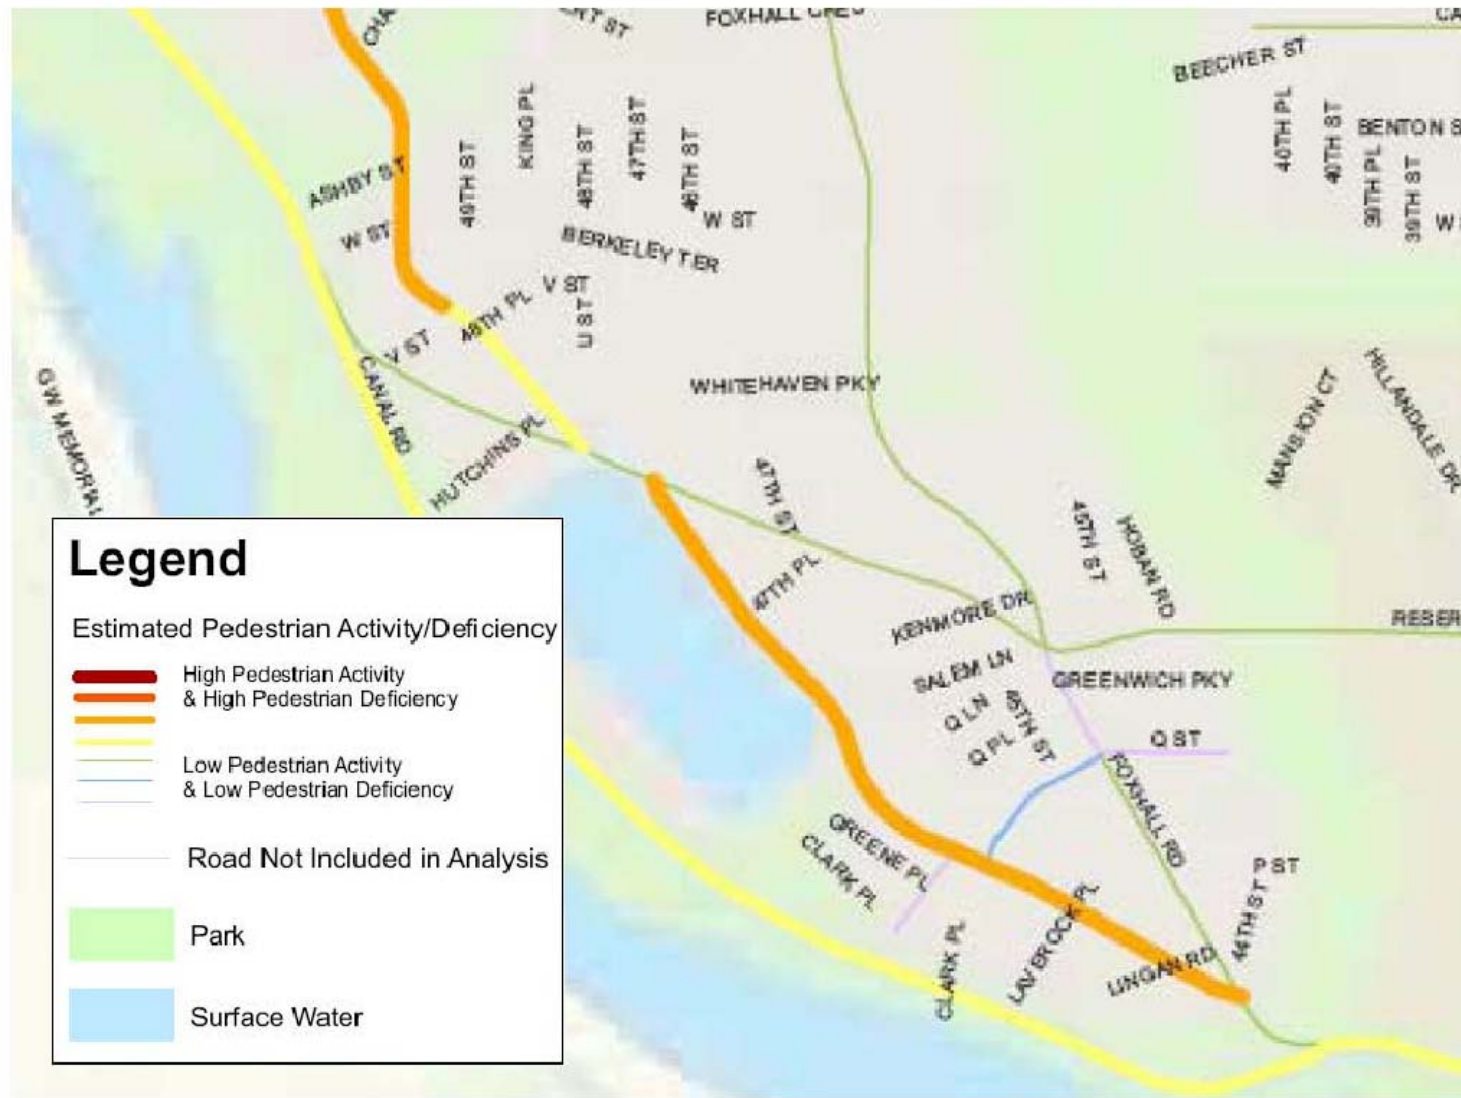 CHA
ERT ST
FOXHALL CRES
CA
BEECHER ST
KING PL
47TH ST
40TH PL
40TH ST
BENTON S
ASHBY ST
49TH ST
48TH ST
46TH ST
39TH PL
39TH ST
W ST
W ST
W
BERKELEY TER
V ST
48TH PL
U ST
V ST
CANAL RD
WHITEHAVEN PKY
MANSION CT
HILLANDALE DR
GW MEMORIAL
HUTCHINS PL
47TH ST
45TH ST
HOBAN RD
47TH PL
KENMORE DR
RESER
SALEM LN
GREENWICH PKY
Q LN
45TH ST
Q PL
Q ST
FOXHALL RD
GREENE PL
CLARK PL
P ST
44TH ST
LAVEROCK PL
CLARK PL
LINGAN RD
Legend
Estimated Pedestrian Activity/Deficiency
High Pedestrian Activity
& High Pedestrian Deficiency
Low Pedestrian Activity
& Low Pedestrian Deficiency
Road Not Included in Analysis
Park
Surface Water